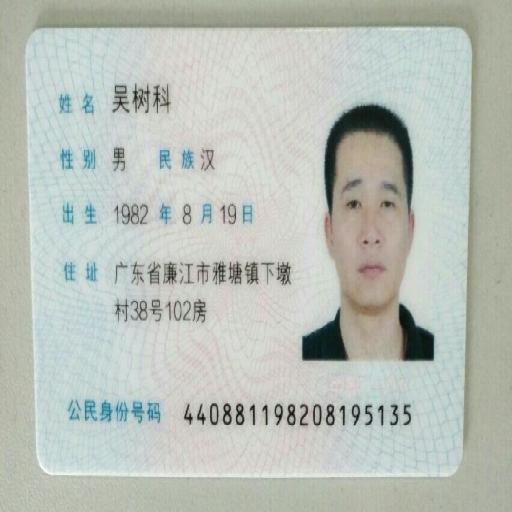 姓名 吴树科
性别 男 民族 汉
出生 1982 年 8 月 19 日
住址 广东省廉江市雅塘镇下墩
村38号102房
公民身份号码 440881198208195135